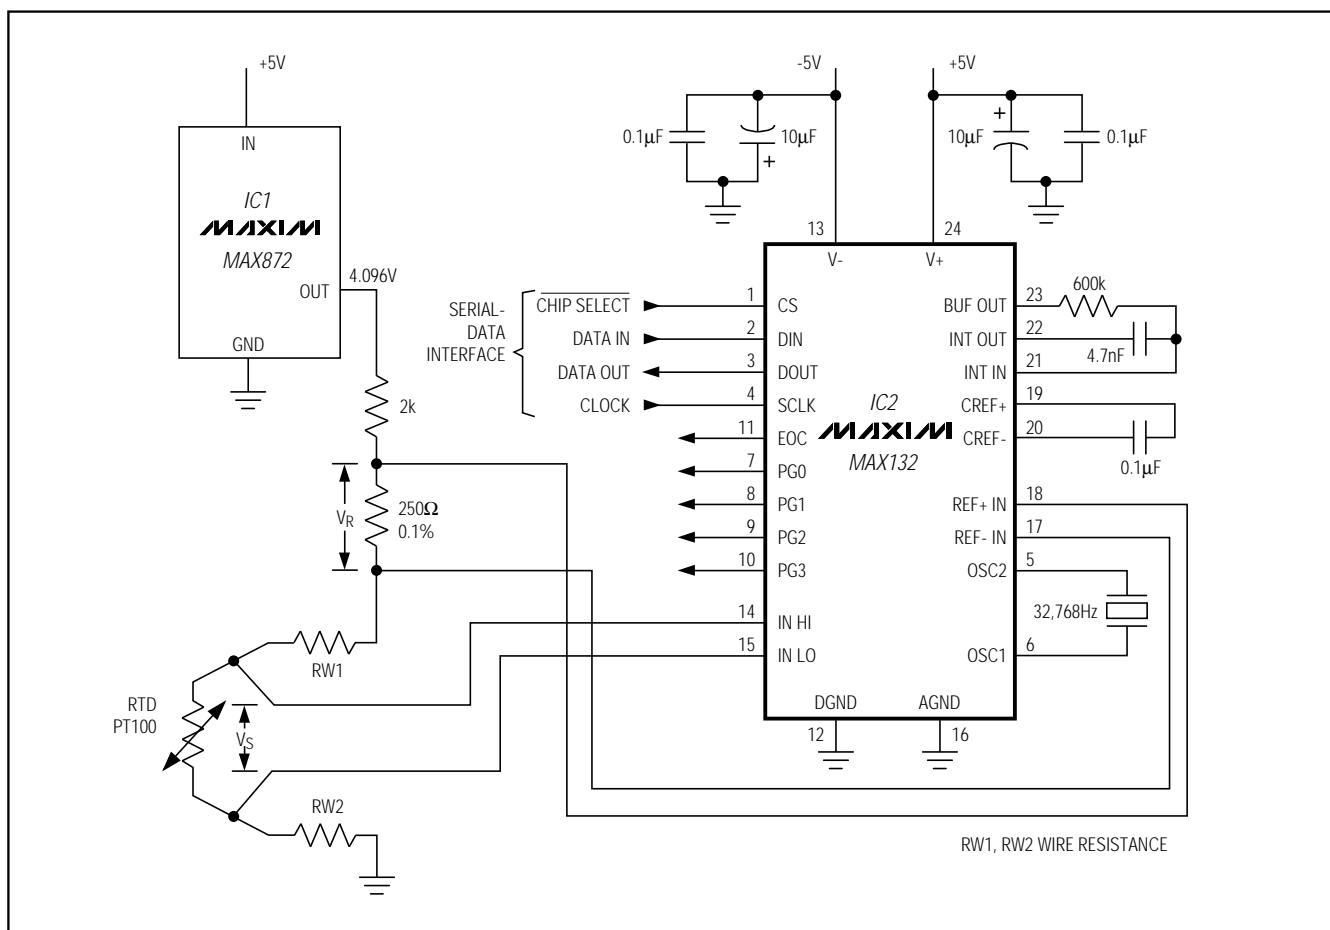 +5V
IN
IC1
MAXIM
MAX872
4.096V
OUT
GND
2k
VR
250Ω
0.1%
RW1
RTD
PT100
VS
RW2
-5V
+5V
0.1µF
10µF
+
+
10µF
0.1µF
13
24
V-
V+
SERIAL-
DATA
INTERFACE
CHIP SELECT
1
CS
DATA IN
2
DIN
DATA OUT
3
DOUT
CLOCK
4
SCLK
11
EOC
7
PG0
8
PG1
9
PG2
10
PG3
14
IN HI
15
IN LO
IC2
MAXIM
MAX132
BUF OUT
23
600k
INT OUT
22
4.7nF
INT IN
21
CREF+
19
CREF-
20
0.1µF
REF+ IN
18
REF- IN
17
OSC2
5
32,768Hz
OSC1
6
DGND
AGND
12
16
RW1, RW2 WIRE RESISTANCE